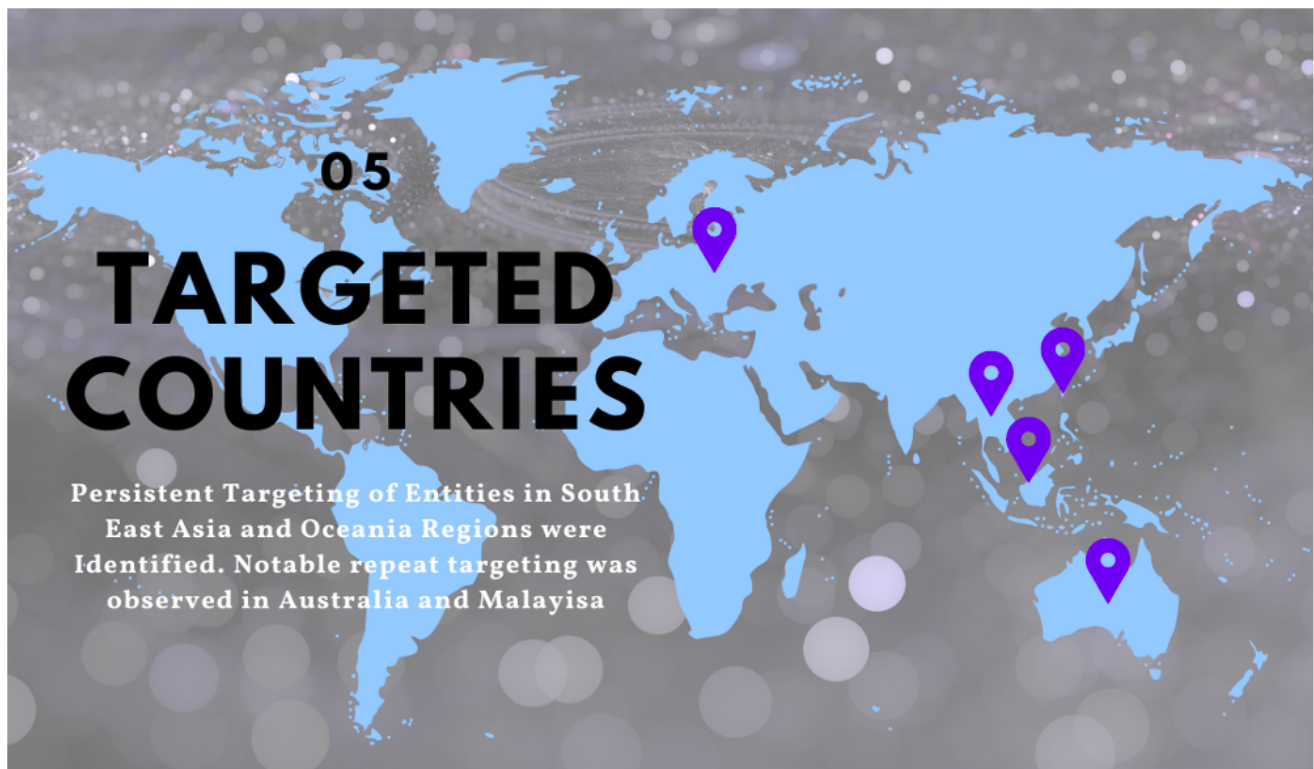 05
TARGETED
COUNTRIES
Persistent Targeting of Entities in South
East Asia and Oceania Regions were
Identified. Notable repeat targeting was
observed in Australia and Malayisa